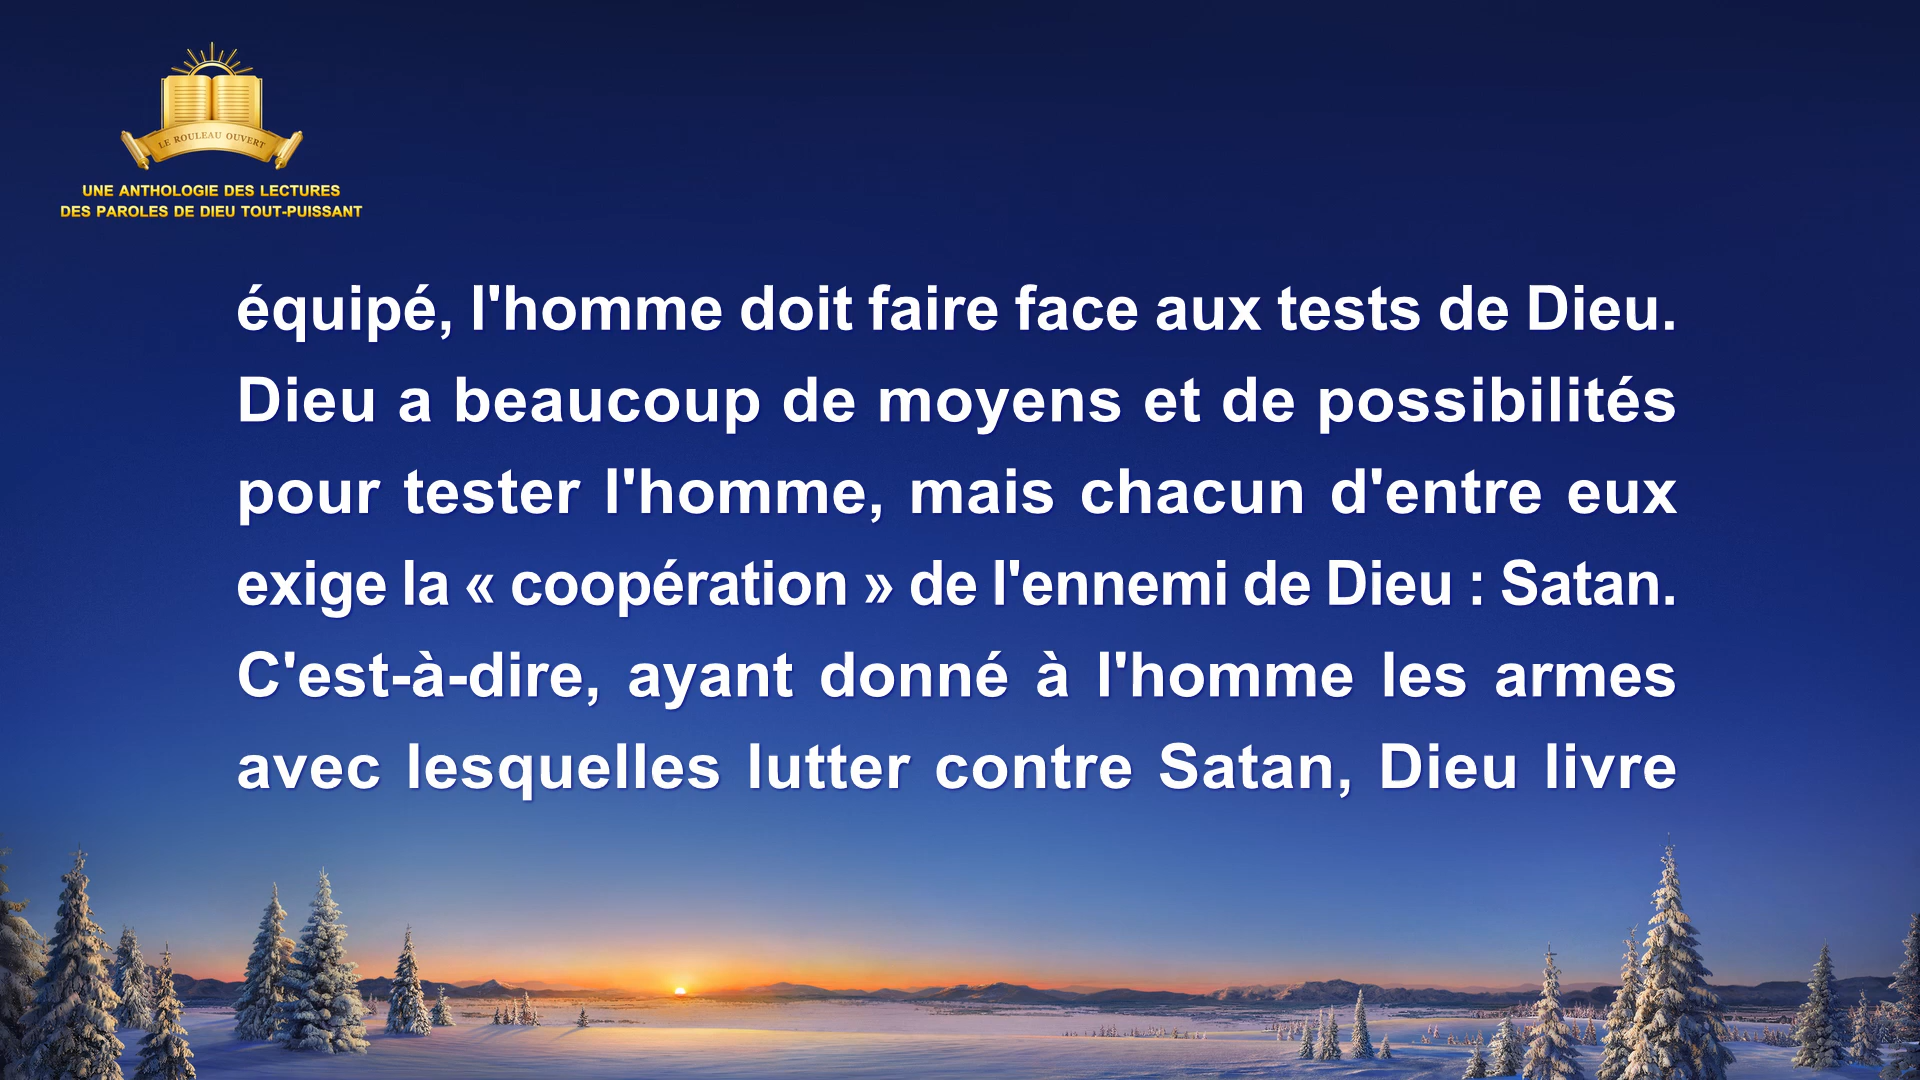 LE ROULEAU OUVERT
UNE ANTHOLOGIE DES LECTURES
DES PAROLES DE DIEU TOUT-PUISSANT
équipé, l'homme doit faire face aux tests de Dieu.
Dieu a beaucoup de moyens et de possibilités
pour tester l'homme, mais chacun d'entre eux
exige la « coopération » de l'ennemi de Dieu : Satan.
C'est-à-dire, ayant donné à l'homme les armes
avec lesquelles lutter contre Satan, Dieu livre